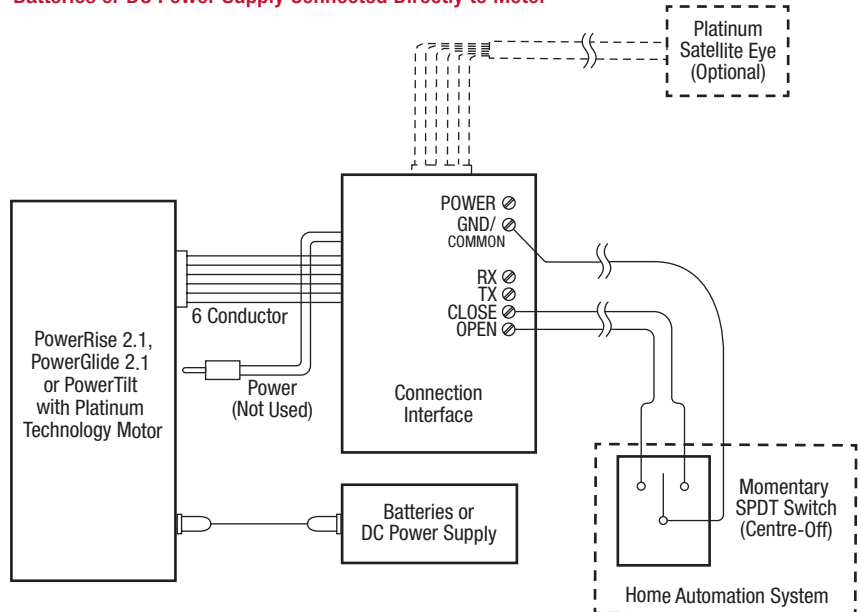 Batteries or DC Power Supply Connected Directly to Motor
Platinum
Satellite Eye
(Optional)
POWER
GND/
COMMON
RX
TX
CLOSE
OPEN
6 Conductor
PowerRise 2.1,
PowerGlide 2.1
or PowerTilt
with Platinum
Technology Motor
Power
(Not Used)
Connection
Interface
Batteries or
DC Power Supply
Momentary
SPDT Switch
(Centre-Off)
Home Automation System